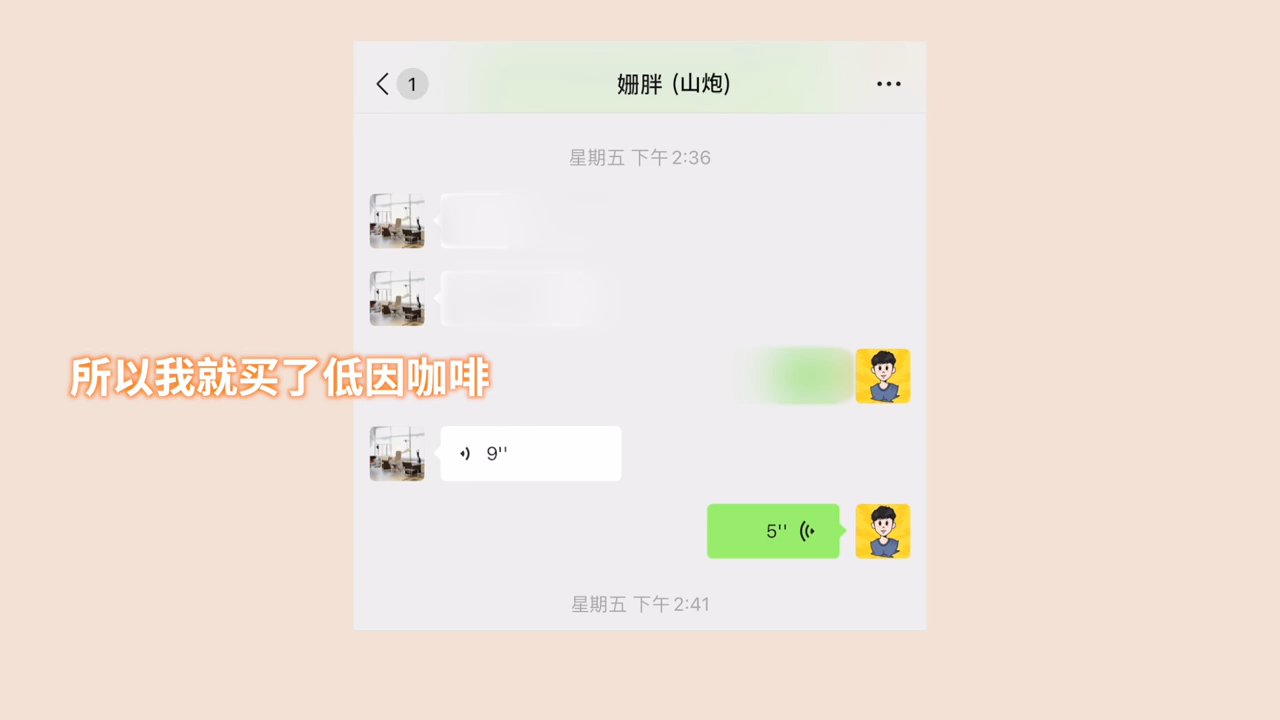 1
姗胖 (山炮)
星期五 下午2:36
所以我就买了低因咖啡
9''
5''
星期五 下午2:41